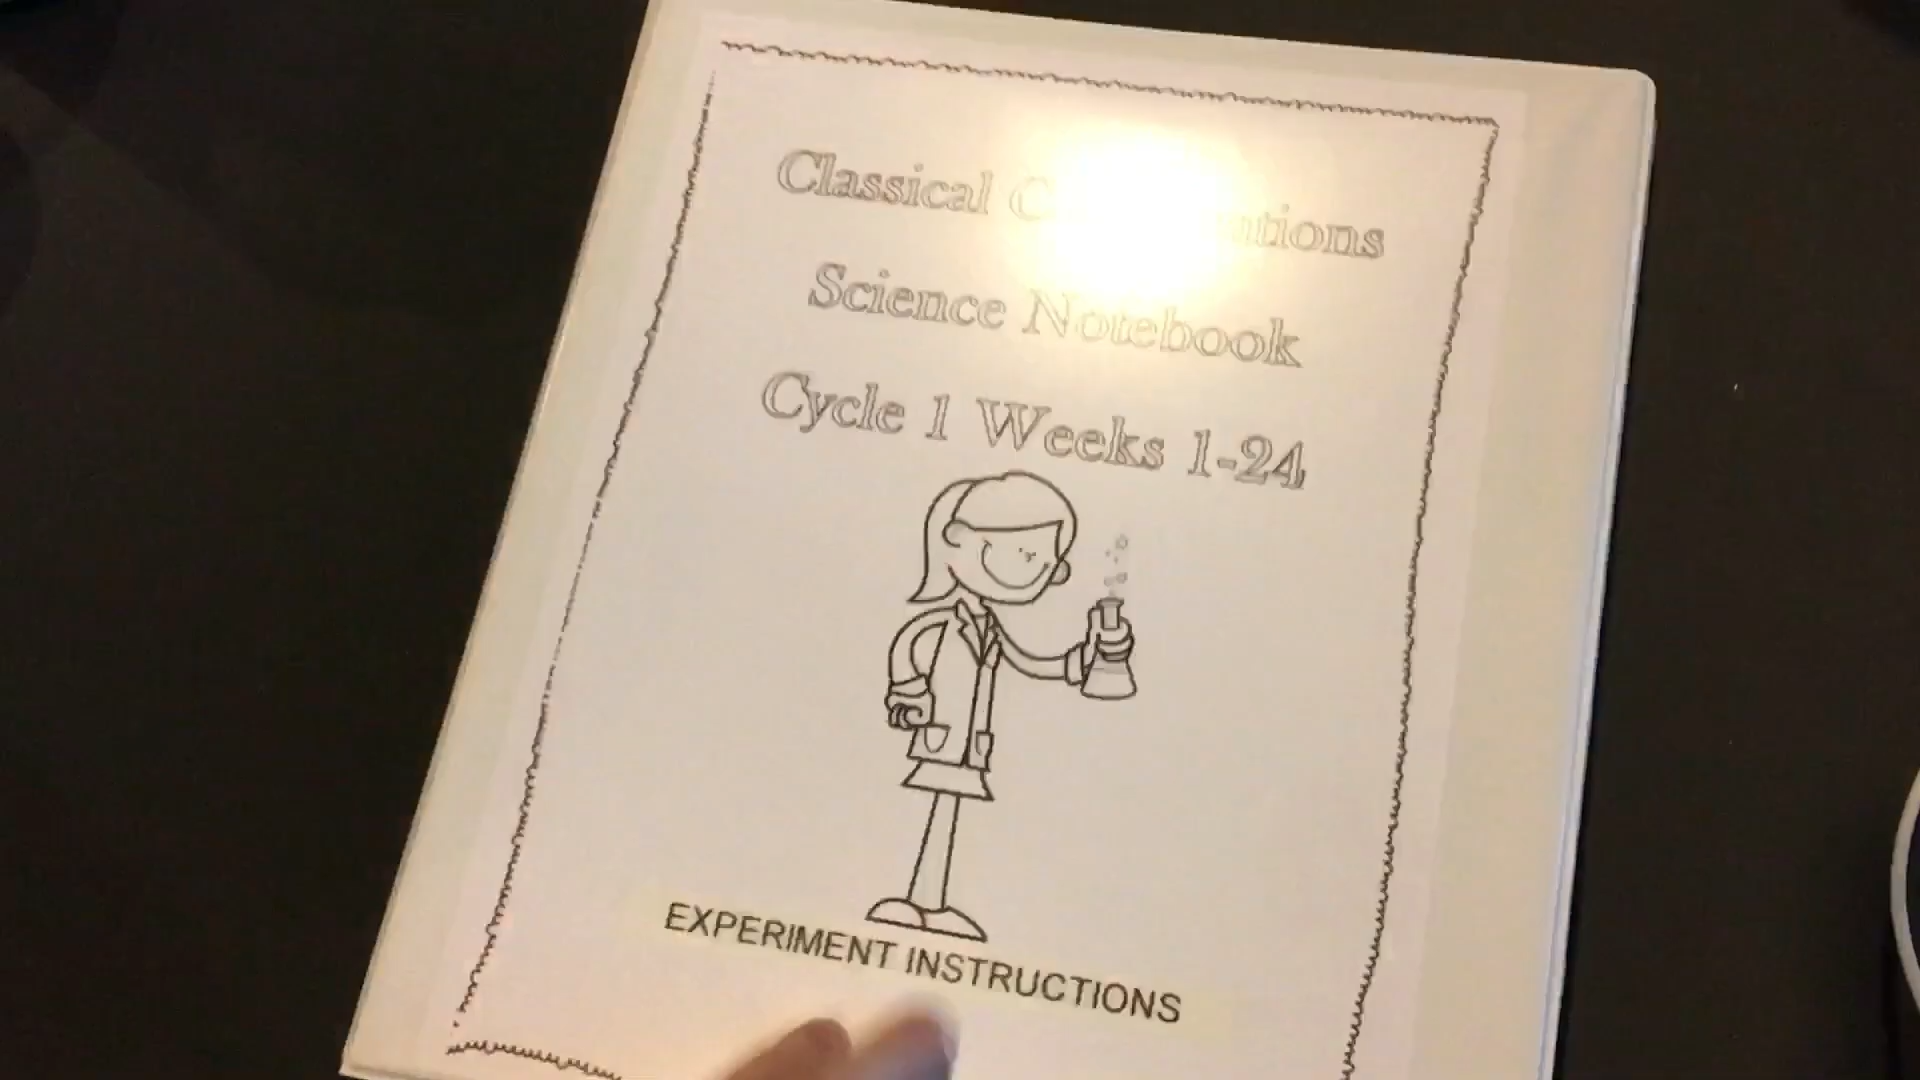 Classical
Science Notebook
Cycle 1 Weeks 1-24
EXPERIMENT INSTRUCTIONS